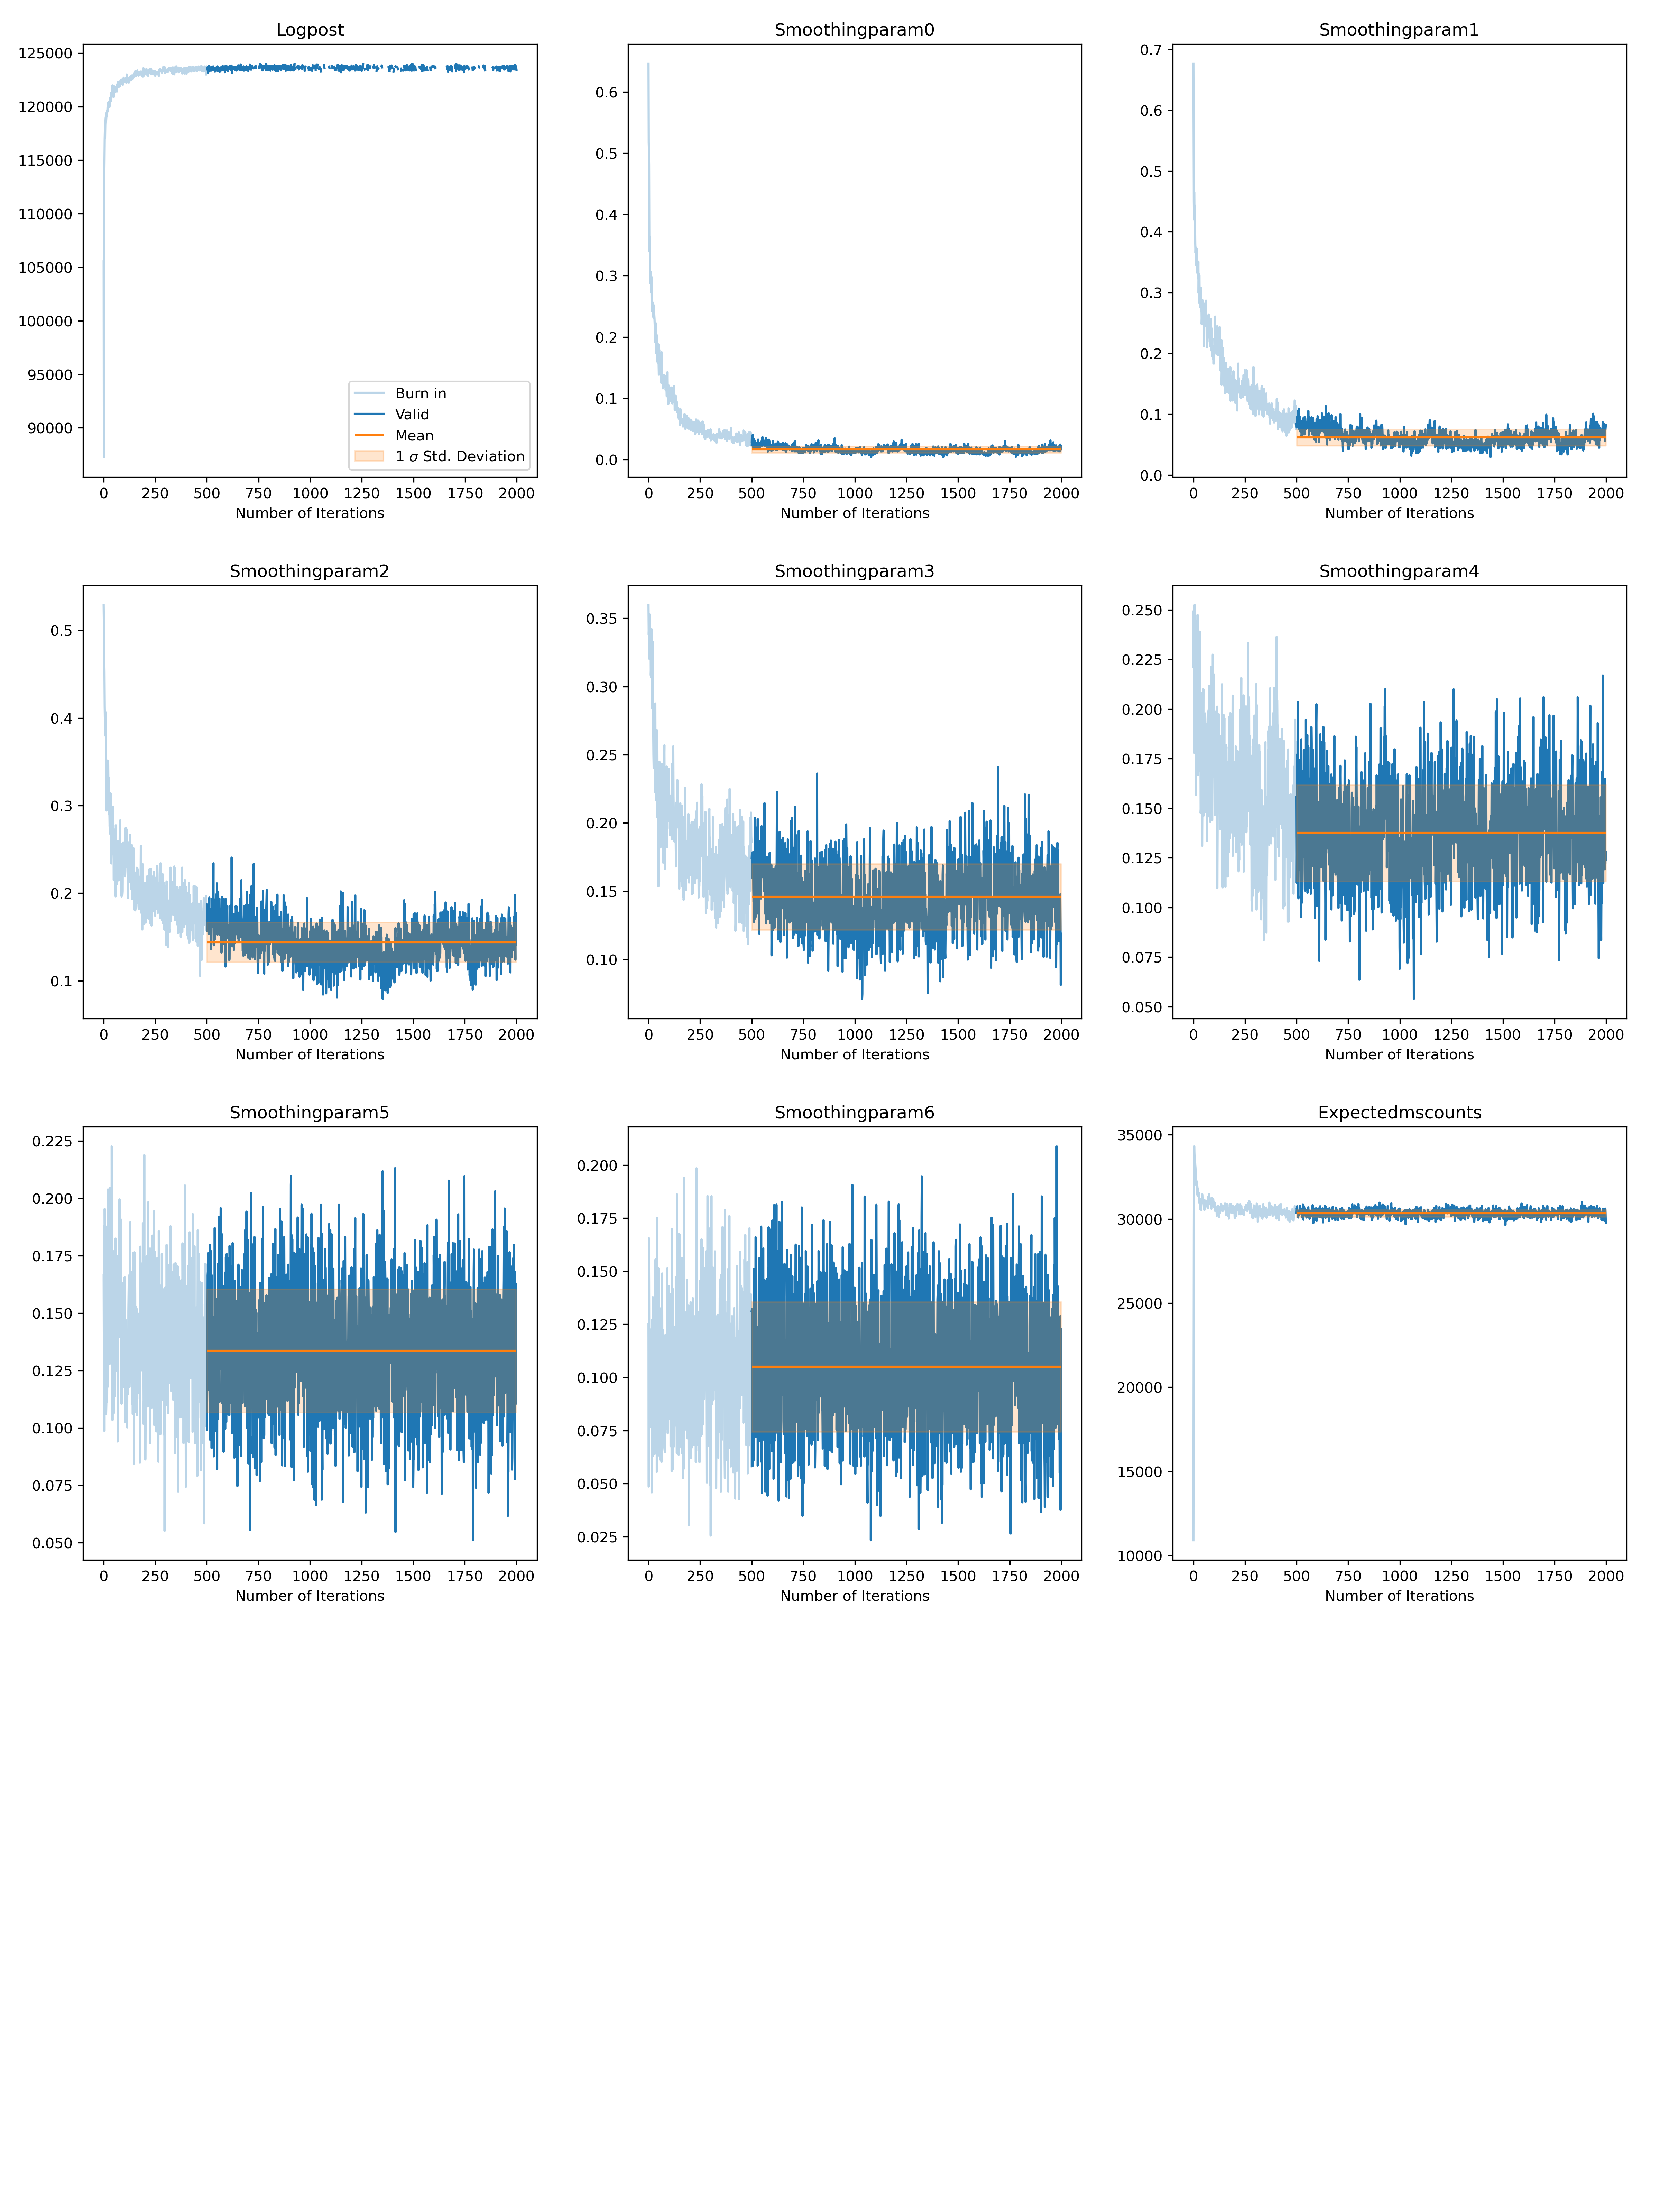 Logpost
125000
120000
115000
110000
105000
100000
95000
90000
Burn in
Valid
Mean
1 σ Std. Deviation
0 250 500 750 1000 1250 1500 1750 2000
Number of Iterations
Smoothingparam0
0.6
0.5
0.4
0.3
0.2
0.1
0.0
0 250 500 750 1000 1250 1500 1750 2000
Number of Iterations
Smoothingparam1
0.7
0.6
0.5
0.4
0.3
0.2
0.1
0.0
0 250 500 750 1000 1250 1500 1750 2000
Number of Iterations
Smoothingparam2
0.5
0.4
0.3
0.2
0.1
0 250 500 750 1000 1250 1500 1750 2000
Number of Iterations
Smoothingparam3
0.35
0.30
0.25
0.20
0.15
0.10
0 250 500 750 1000 1250 1500 1750 2000
Number of Iterations
Smoothingparam4
0.250
0.225
0.200
0.175
0.150
0.125
0.100
0.075
0.050
0 250 500 750 1000 1250 1500 1750 2000
Number of Iterations
Smoothingparam5
0.225
0.200
0.175
0.150
0.125
0.100
0.075
0.050
0 250 500 750 1000 1250 1500 1750 2000
Number of Iterations
Smoothingparam6
0.200
0.175
0.150
0.125
0.100
0.075
0.050
0.025
0 250 500 750 1000 1250 1500 1750 2000
Number of Iterations
Expectedmscounts
35000
30000
25000
20000
15000
10000
0 250 500 750 1000 1250 1500 1750 2000
Number of Iterations